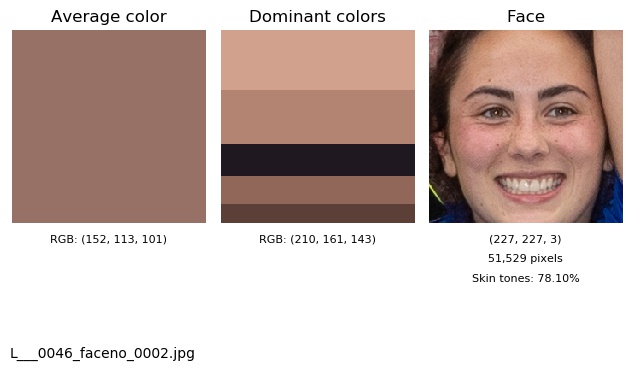 Average color
Dominant colors
Face
RGB: (152, 113, 101)
RGB: (210, 161, 143)
(227, 227, 3)
51,529 pixels
Skin tones: 78.10%
L___0046_faceno_0002.jpg